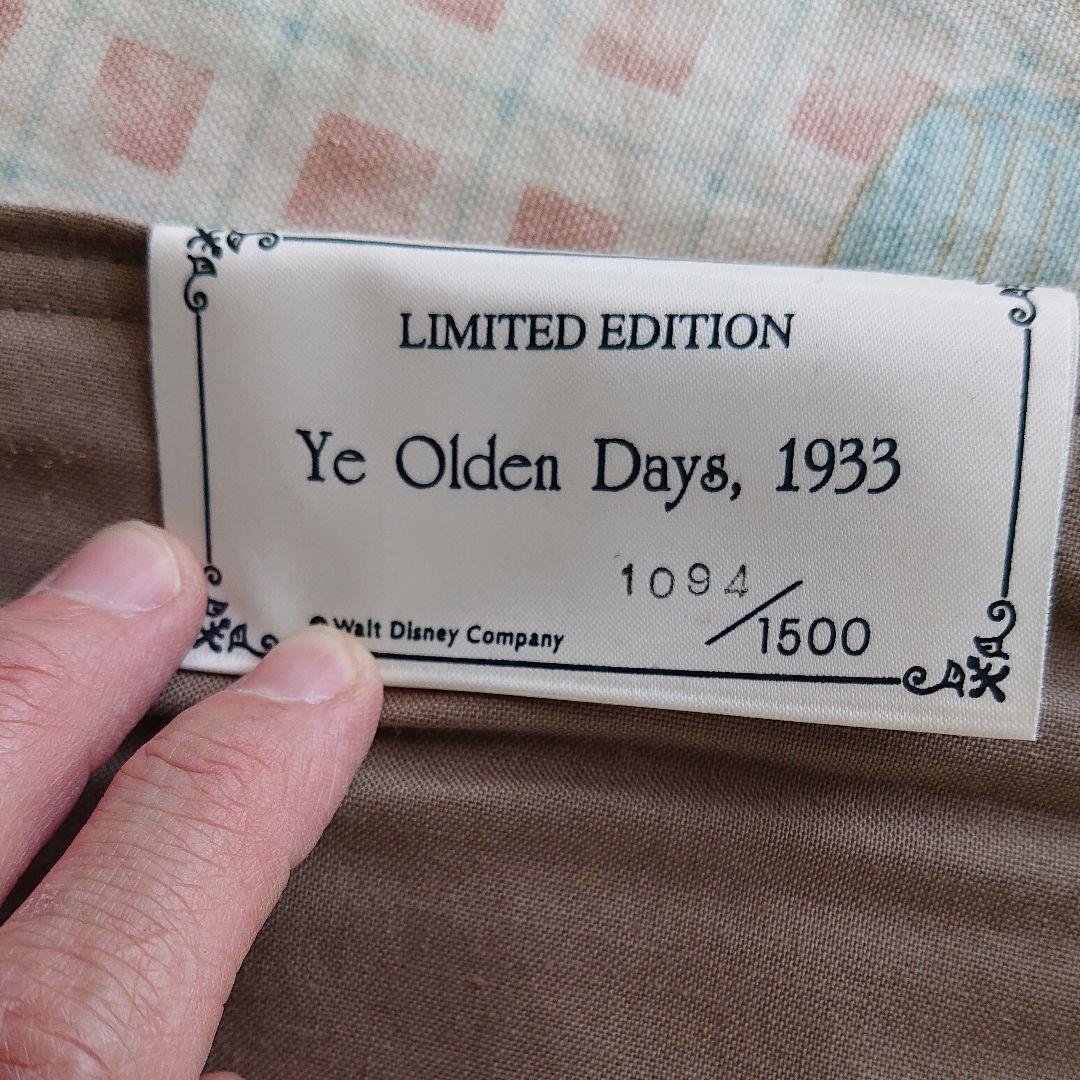 LIMITED EDITION
Ye Olden Days, 1933
1094/1500
© Walt Disney Company